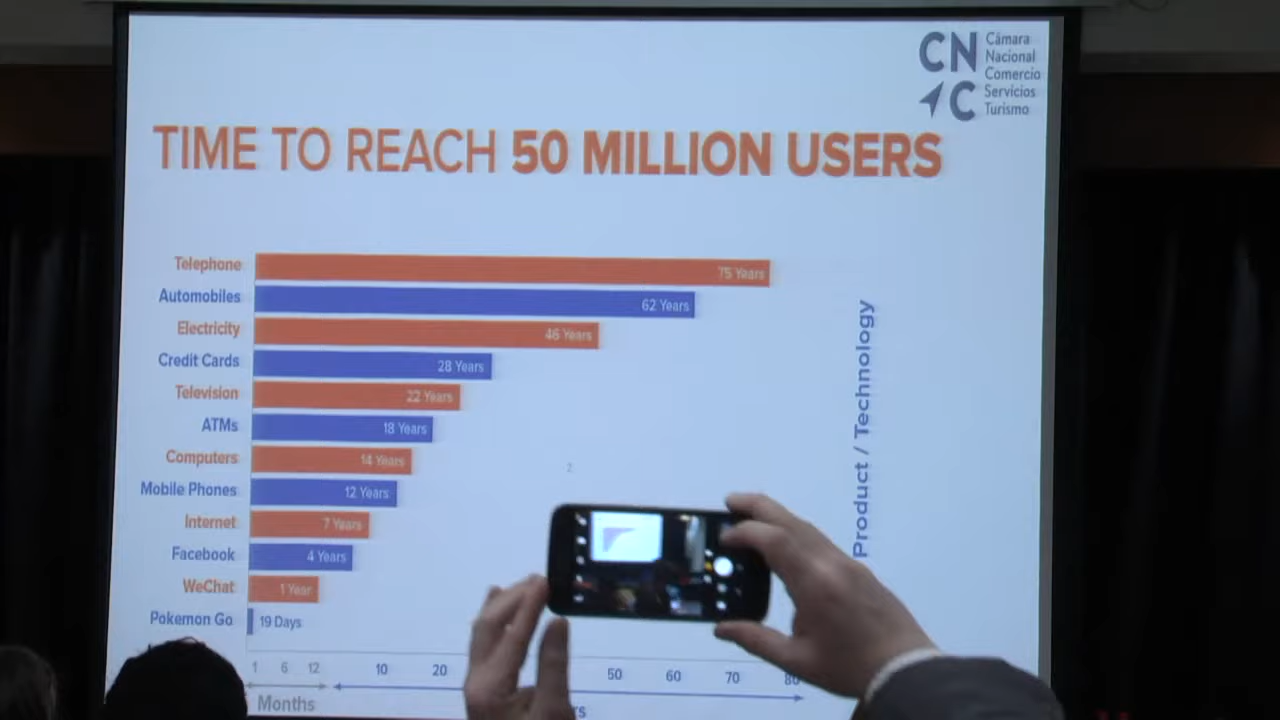 CN
C
Cámara
Nacional
Comercio
Servicios
Turismo
TIME TO REACH 50 MILLION USERS
Telephone 75 Years
Automobiles 62 Years
Electricity 46 Years
Credit Cards 28 Years
Television 22 Years
ATMs 18 Years
Computers 14 Years
2
Mobile Phones 12 Years
Internet 7 Years
Facebook 4 Years
WeChat 1 Year
Pokemon Go 19 Days
Product / Technology
1 6 12 10 20 50 60 70 80
Months